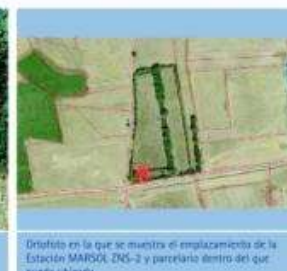 Ortofoto en la que se muestra el emplazamiento de la
Estación MARSOL ZNS-2 y parcelario dentro del que